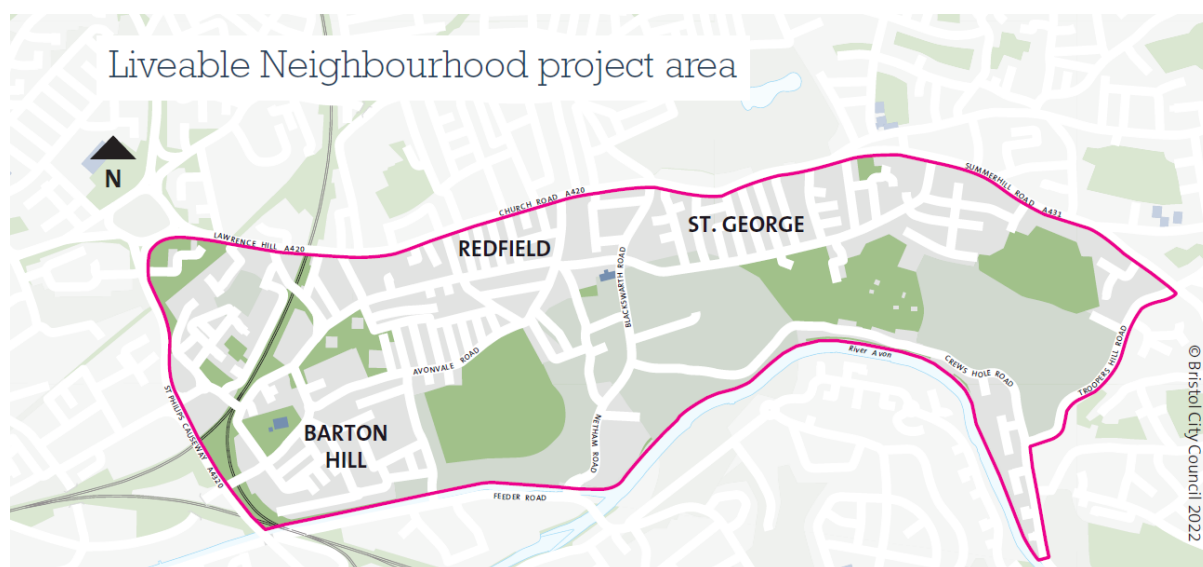 Liveable Neighbourhood project area
N
SUMMERHILL ROAD A431
CHURCH ROAD A420
ST. GEORGE
LAWRENCE HILL A420
REDFIELD
BLACKSWARTH ROAD
TROOPERS HILL ROAD
River Avon
CREWS HOLE ROAD
AVONVALE ROAD
ST PHILIPS CAUSEWAY A4320
BARTON
HILL
NETHAM ROAD
FEEDER ROAD
© Bristol City Council 2022